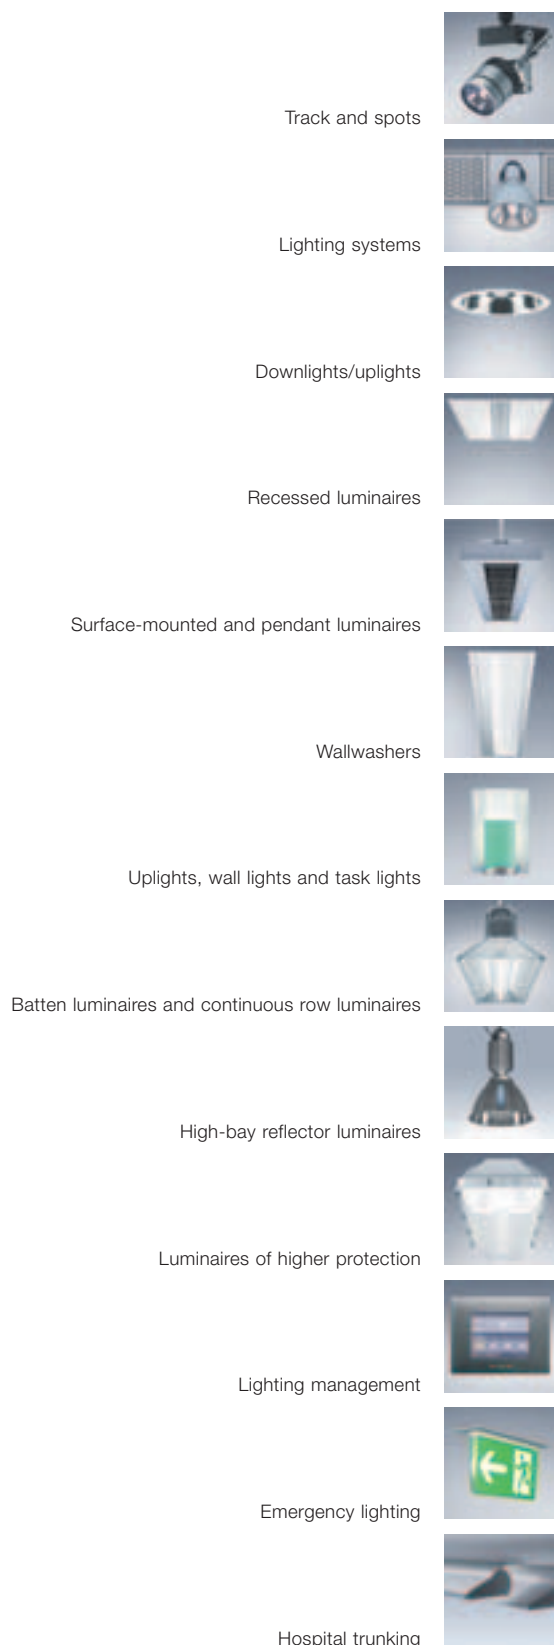 Track and spots
Lighting systems
Downlights/uplights
Recessed luminaires
Surface-mounted and pendant luminaires
Wallwashers
Uplights, wall lights and task lights
Batten luminaires and continuous row luminaires
High-bay reflector luminaires
Luminaires of higher protection
Lighting management
Emergency lighting
Hospital trunking